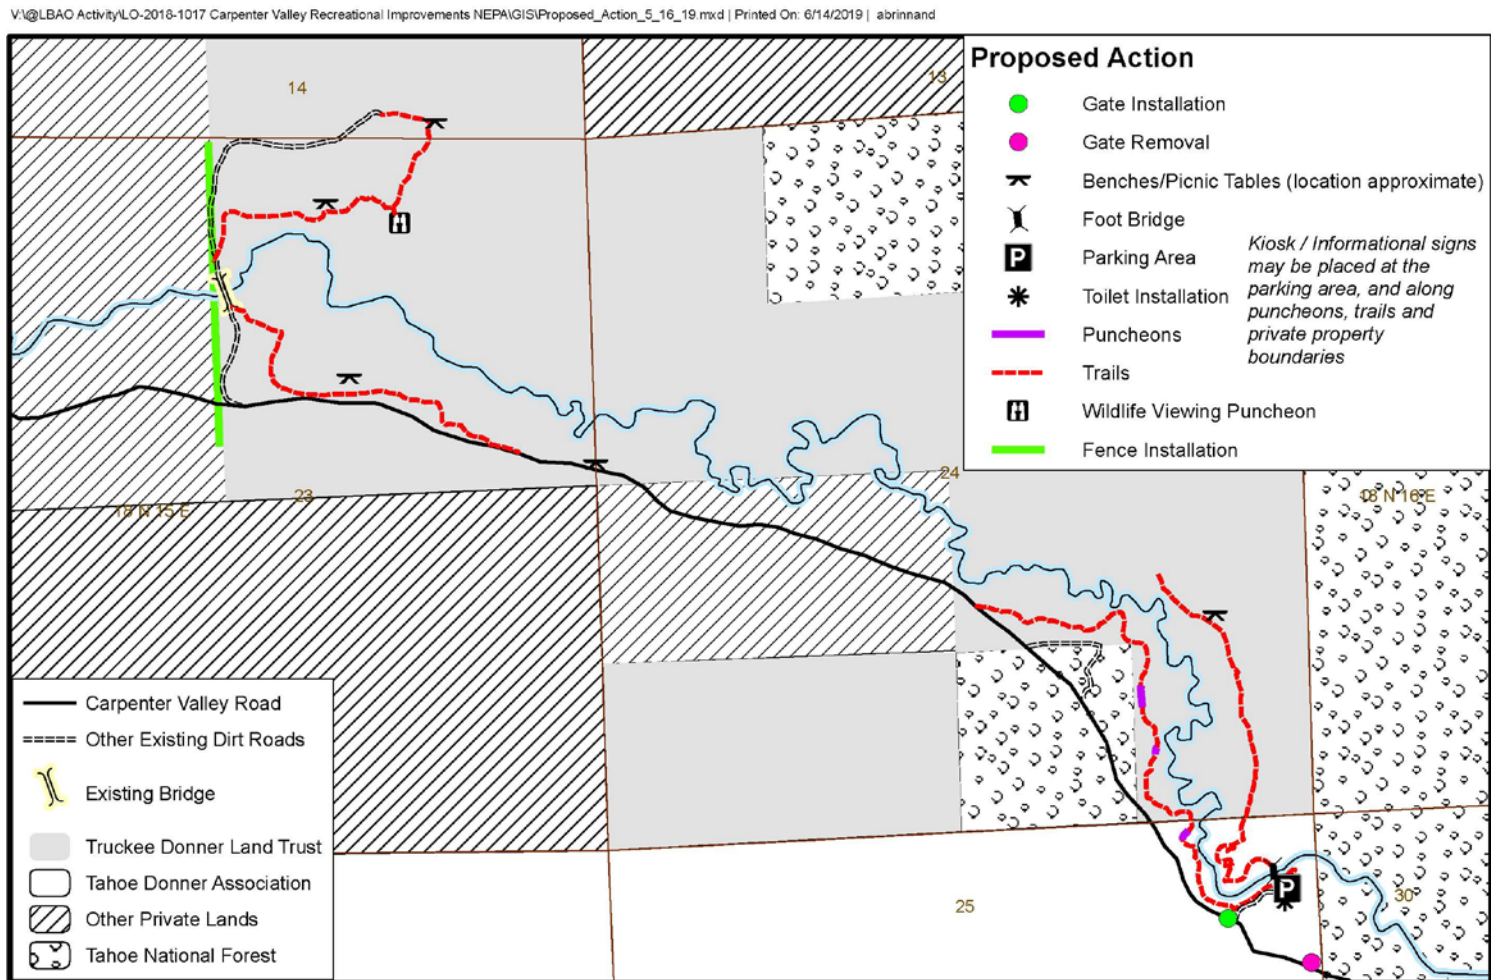 V:\@LBAO Activity\LO-2018-1017 Carpenter Valley Recreational Improvements NEPA\GIS\Proposed_Action_5_16_19.mxd | Printed On: 6/14/2019 | abrinnand
Proposed Action
Gate Installation
Gate Removal
Benches/Picnic Tables (location approximate)
Foot Bridge
P
Parking Area
Toilet Installation
Puncheons
Trails
Wildlife Viewing Puncheon
Fence Installation
Kiosk / Informational signs
may be placed at the
parking area, and along
puncheons, trails and
private property
boundaries
14
13
23
24
18 N 15 E
18 N 16 E
25
30
P
Carpenter Valley Road
Other Existing Dirt Roads
Existing Bridge
Truckee Donner Land Trust
Tahoe Donner Association
Other Private Lands
Tahoe National Forest